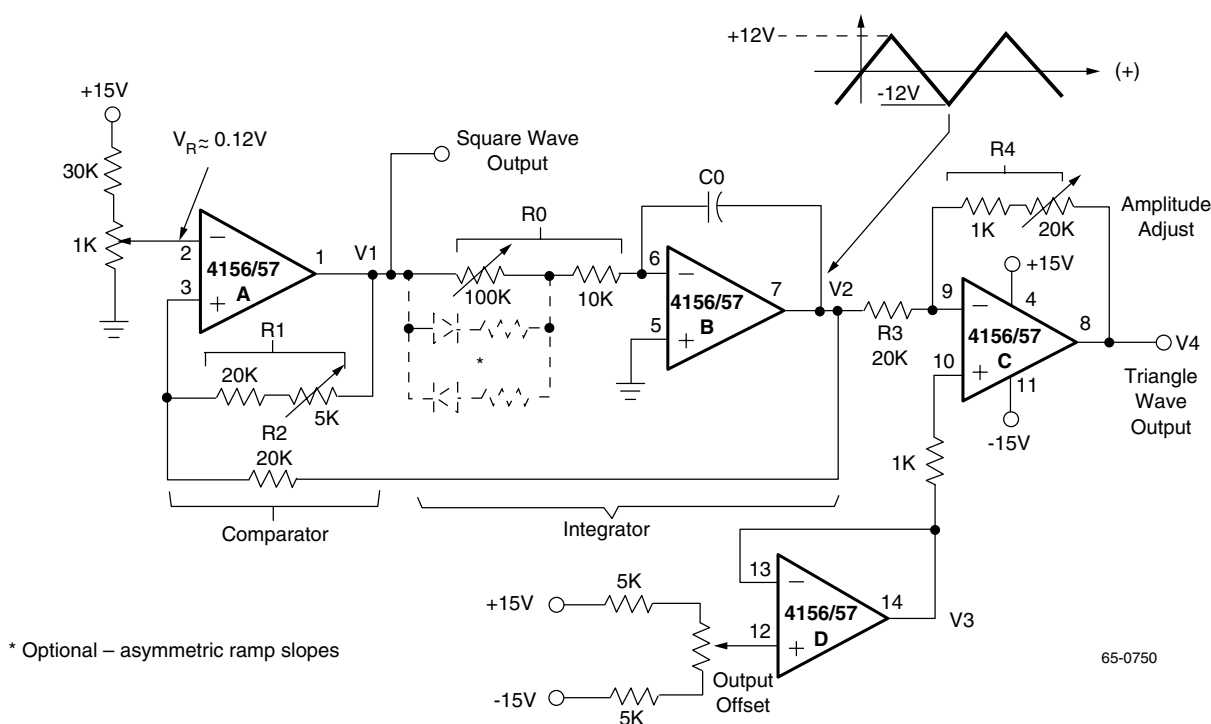 +12V
-12V
(+)
+15V
VR ≈ 0.12V
30K
1K
2
3
4156/57
A
1
V1
Square Wave
Output
R0
100K
10K
*
R1
20K
R2
5K
20K
Comparator
Integrator
C0
6
5
4156/57
B
7
V2
R3
20K
R4
1K
20K
Amplitude
Adjust
+15V
4
9
10
4156/57
C
8
11
-15V
V4
Triangle
Wave
Output
1K
+15V
5K
-15V
5K
Output
Offset
13
12
4156/57
D
14
V3
* Optional – asymmetric ramp slopes
65-0750